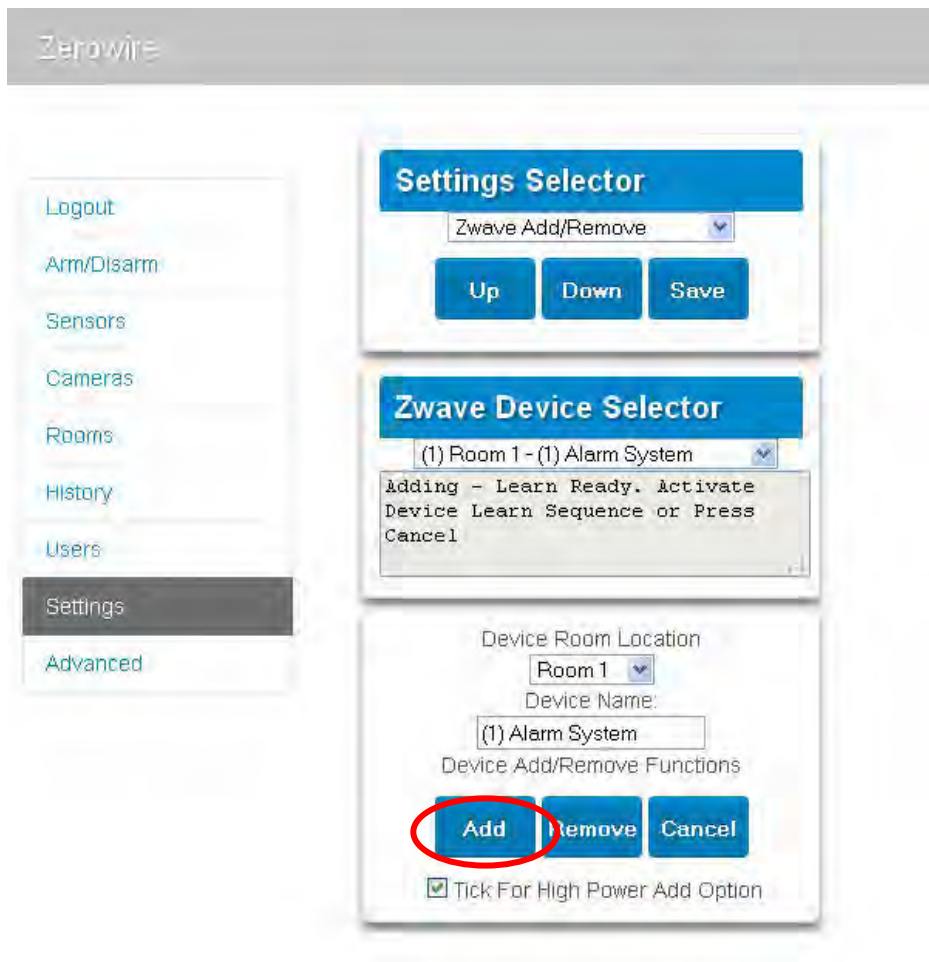 Zerowire
Logout
Arm/Disarm
Sensors
Cameras
Rooms
History
Users
Settings
Advanced
Settings Selector
Zwave Add/Remove
Up Down Save
Zwave Device Selector
(1) Room 1 - (1) Alarm System
Adding - Learn Ready. Activate
Device Learn Sequence or Press
Cancel
Device Room Location
Room 1
Device Name:
(1) Alarm System
Device Add/Remove Functions
Add Remove Cancel
Tick For High Power Add Option